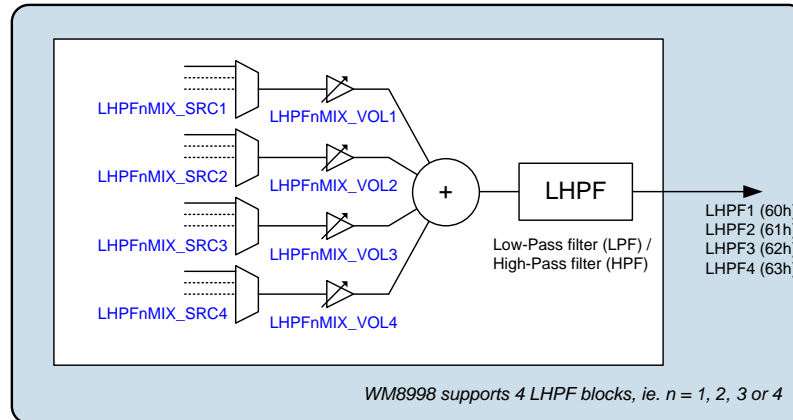 LHPFnMIX_SRC1
LHPFnMIX_VOL1
LHPFnMIX_SRC2
LHPFnMIX_VOL2
LHPFnMIX_SRC3
LHPFnMIX_VOL3
LHPFnMIX_SRC4
LHPFnMIX_VOL4
+
LHPF
Low-Pass filter (LPF) /
High-Pass filter (HPF)
LHPF1 (60h)
LHPF2 (61h)
LHPF3 (62h)
LHPF4 (63h)
WM8998 supports 4 LHPF blocks, ie. n = 1, 2, 3 or 4